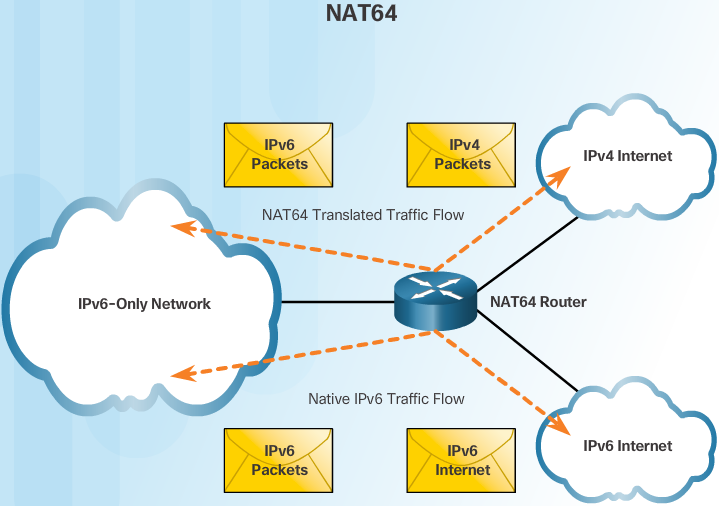 NAT64
IPv6
Packets
IPv4
Packets
IPv4 Internet
NAT64 Translated Traffic Flow
IPv6-Only Network
NAT64 Router
Native IPv6 Traffic Flow
IPv6
Packets
IPv6
Internet
IPv6 Internet